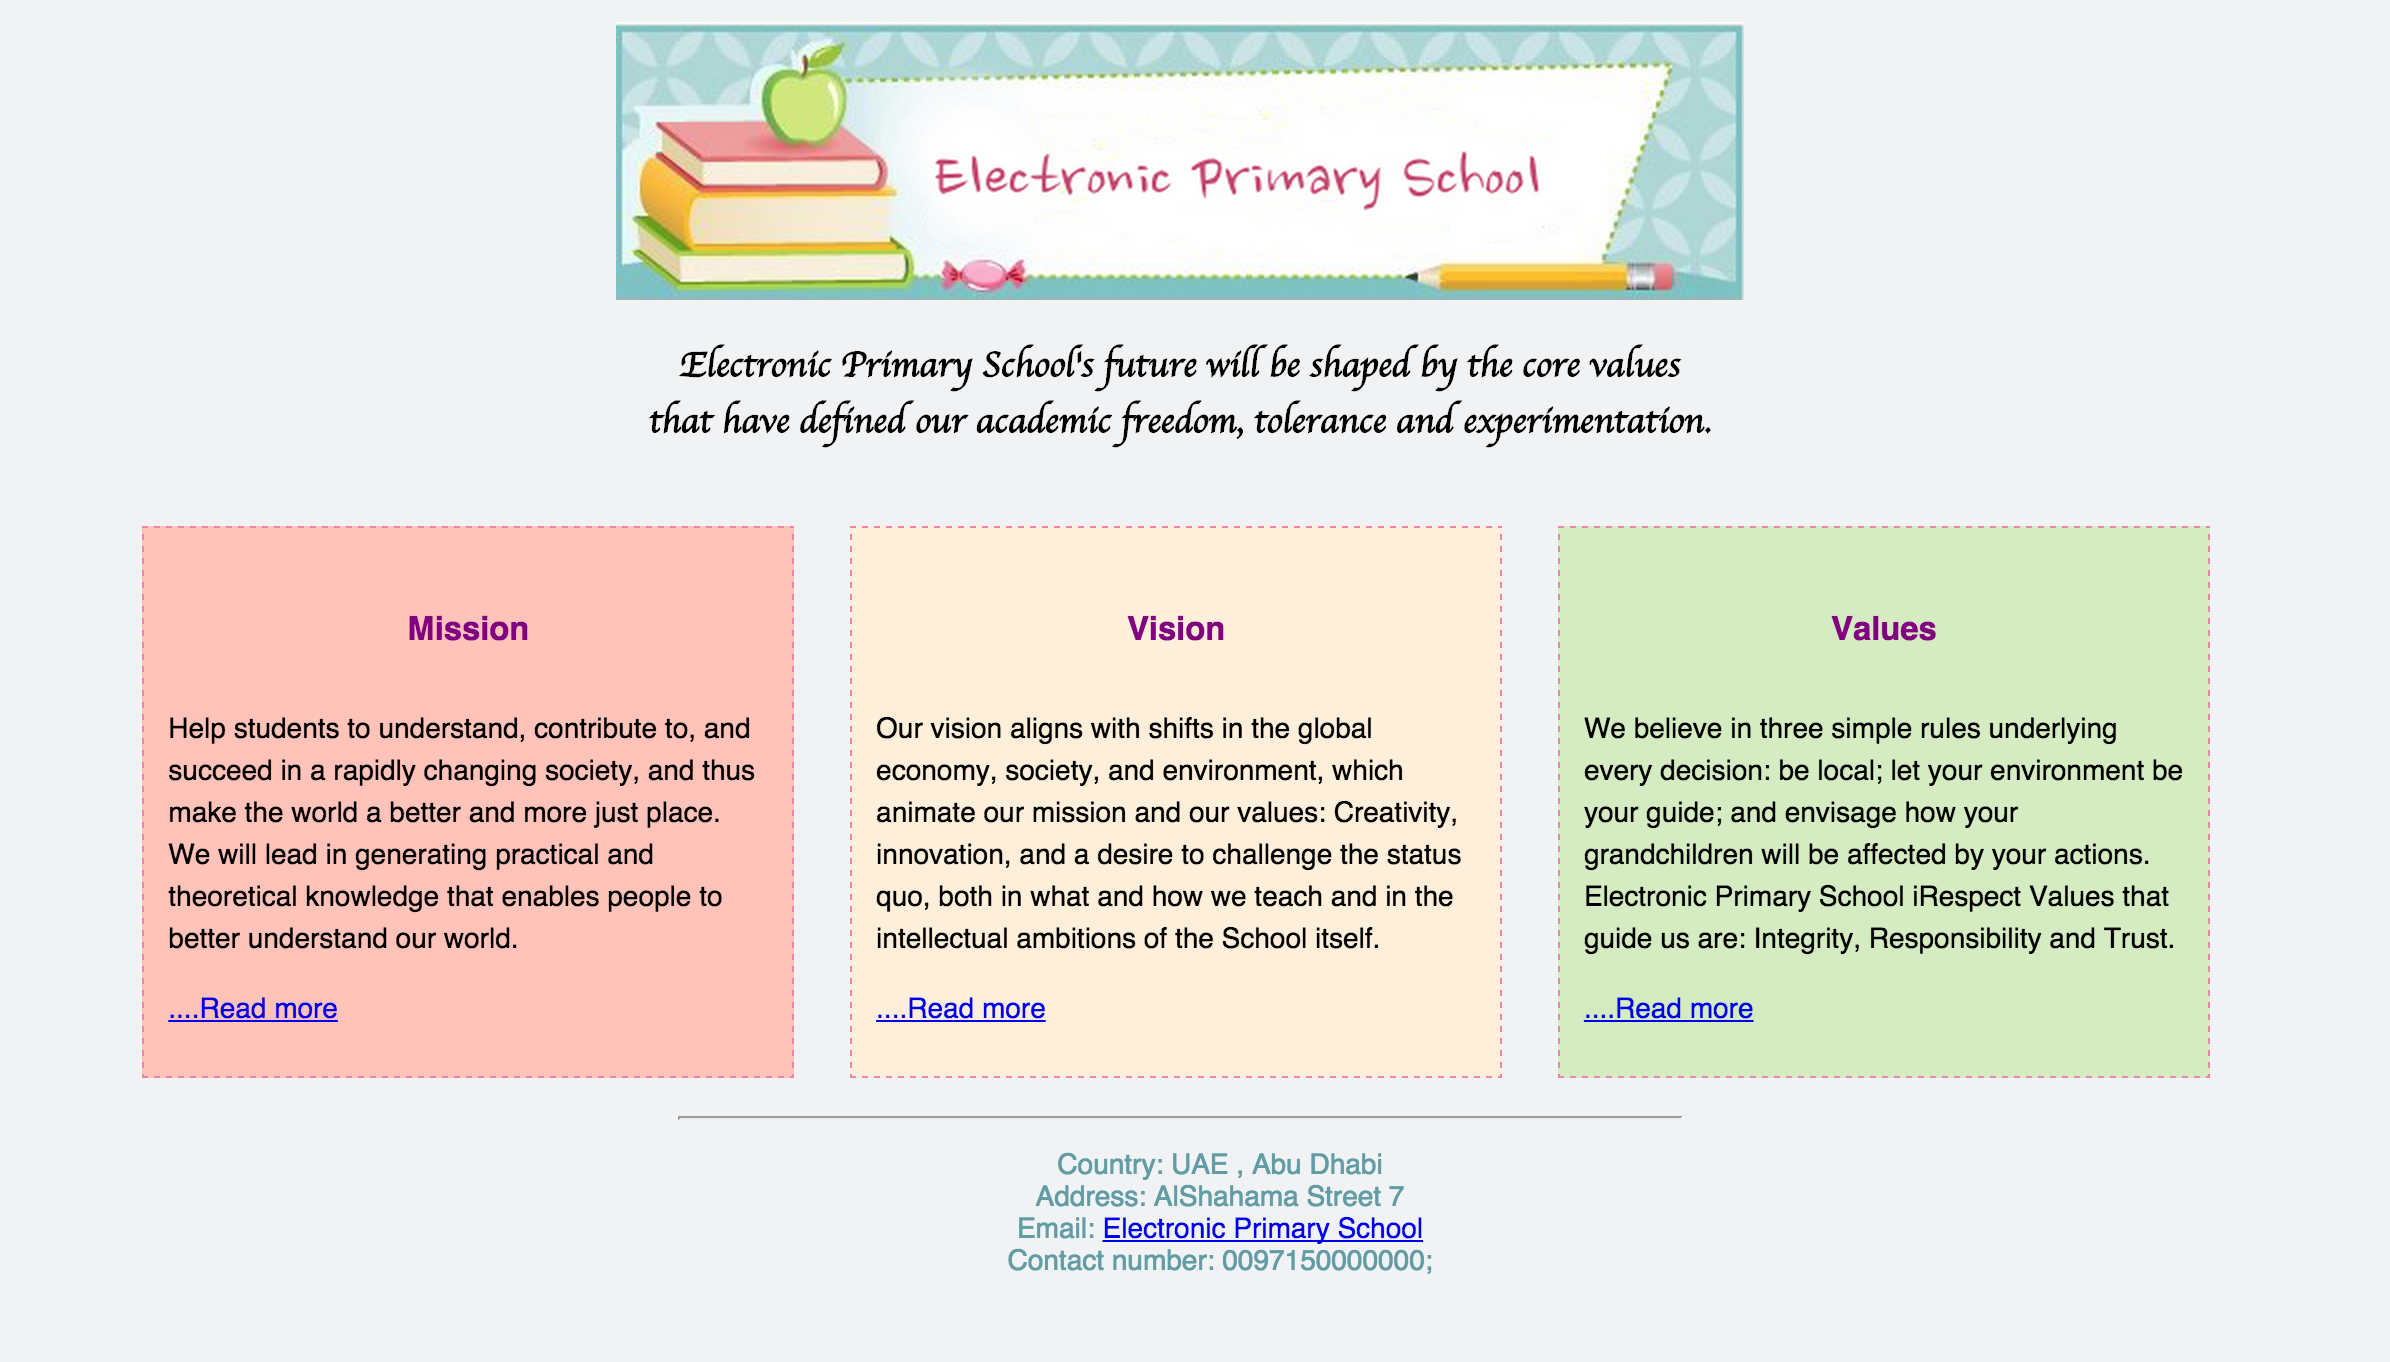 Electronic Primary School
Electronic Primary School's future will be shaped by the core values
that have defined our academic freedom, tolerance and experimentation.
Mission
Help students to understand, contribute to, and
succeed in a rapidly changing society, and thus
make the world a better and more just place.
We will lead in generating practical and
theoretical knowledge that enables people to
better understand our world.
....Read more
Vision
Our vision aligns with shifts in the global
economy, society, and environment, which
animate our mission and our values: Creativity,
innovation, and a desire to challenge the status
quo, both in what and how we teach and in the
intellectual ambitions of the School itself.
....Read more
Values
We believe in three simple rules underlying
every decision: be local; let your environment be
your guide; and envisage how your
grandchildren will be affected by your actions.
Electronic Primary School iRespect Values that
guide us are: Integrity, Responsibility and Trust.
....Read more
Country: UAE , Abu Dhabi
Address: AlShahama Street 7
Email: Electronic Primary School
Contact number: 0097150000000;